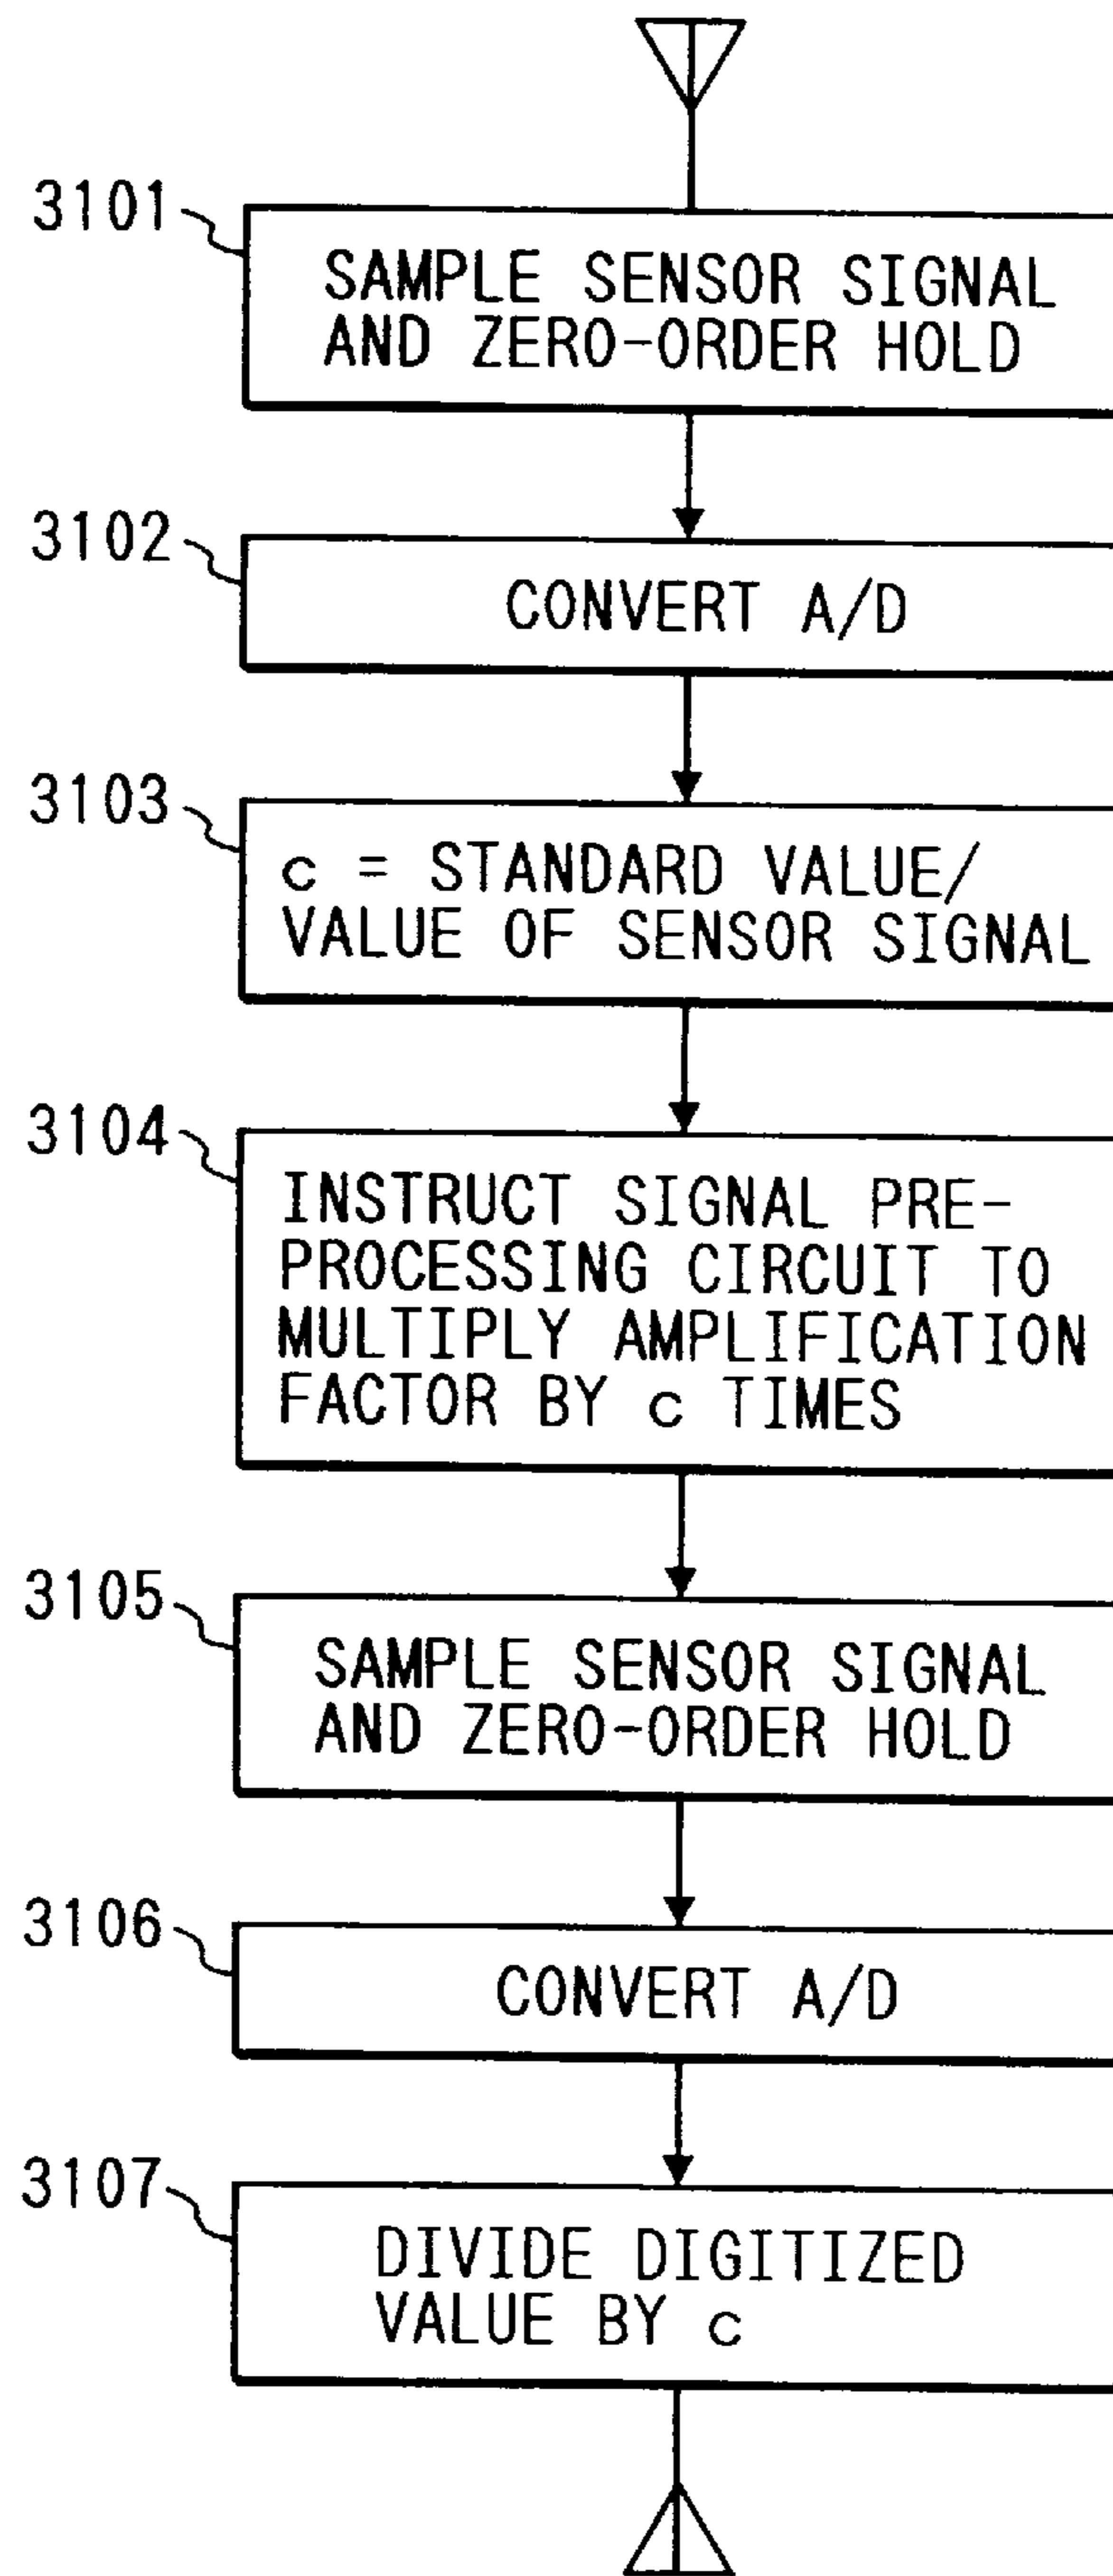 3101
SAMPLE SENSOR SIGNAL
AND ZERO-ORDER HOLD
3102
CONVERT A/D
3103
c = STANDARD VALUE/
VALUE OF SENSOR SIGNAL
3104
INSTRUCT SIGNAL PRE-
PROCESSING CIRCUIT TO
MULTIPLY AMPLIFICATION
FACTOR BY c TIMES
3105
SAMPLE SENSOR SIGNAL
AND ZERO-ORDER HOLD
3106
CONVERT A/D
3107
DIVIDE DIGITIZED
VALUE BY c